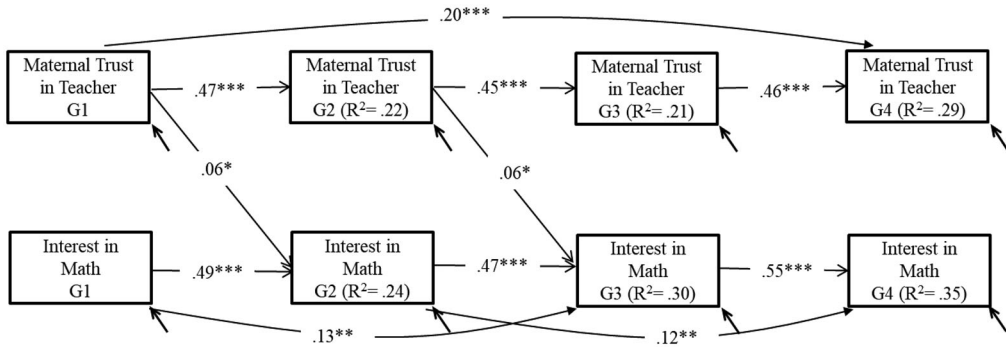 .20***
Maternal Trust
in Teacher
G1
.47***
Maternal Trust
in Teacher
G2 (R²= .22)
.45***
Maternal Trust
in Teacher
G3 (R²= .21)
.46***
Maternal Trust
in Teacher
G4 (R²= .29)
.06*
.06*
Interest in
Math
G1
.49***
Interest in
Math
G2 (R²= .24)
.47***
Interest in
Math
G3 (R²= .30)
.55***
Interest in
Math
G4 (R²= .35)
.13**
.12**